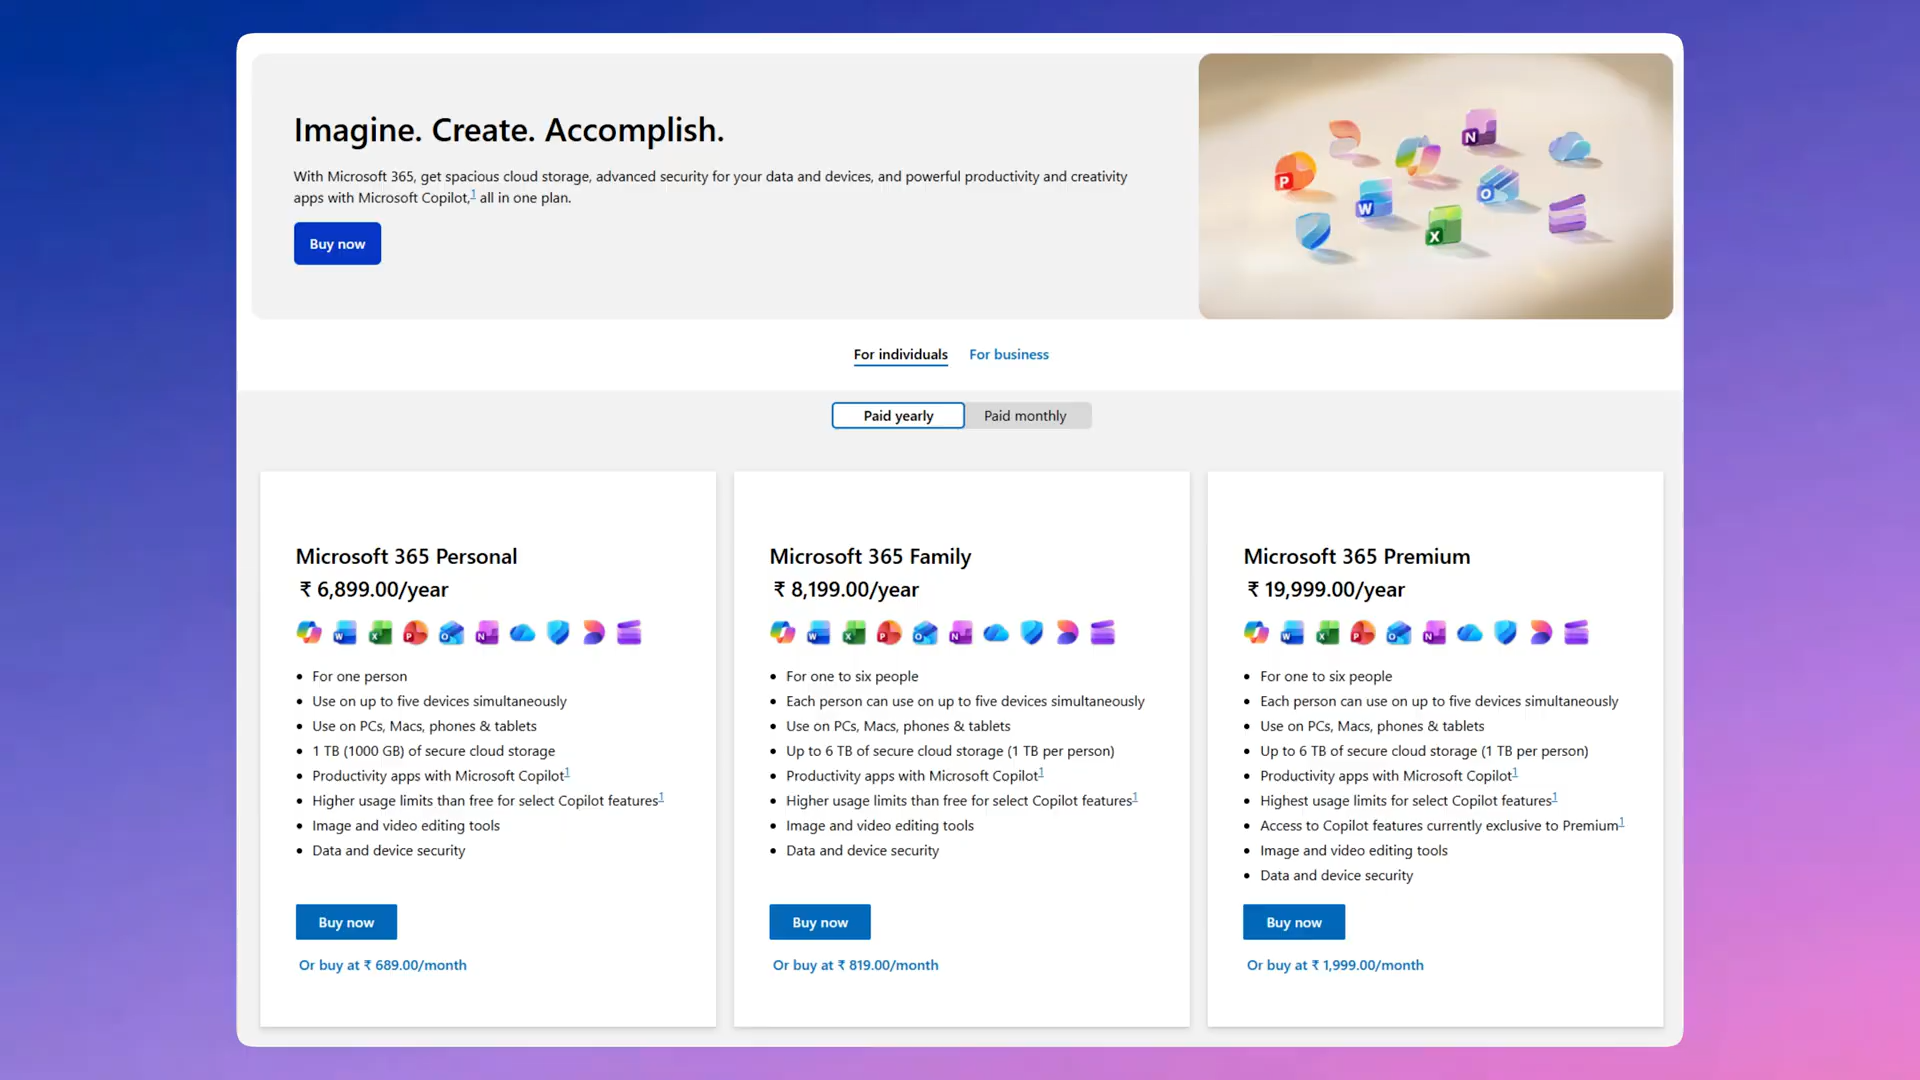 Imagine. Create. Accomplish.
With Microsoft 365, get spacious cloud storage, advanced security for your data and devices, and powerful productivity and creativity
apps with Microsoft Copilot,1 all in one plan.
Buy now
P
N
W
O
X
For individuals
For business
Paid yearly
Paid monthly
Microsoft 365 Personal
₹ 6,899.00/year
W X P O N
• For one person
• Use on up to five devices simultaneously
• Use on PCs, Macs, phones & tablets
• 1 TB (1000 GB) of secure cloud storage
• Productivity apps with Microsoft Copilot1
• Higher usage limits than free for select Copilot features1
• Image and video editing tools
• Data and device security
Buy now
Or buy at ₹ 689.00/month
Microsoft 365 Family
₹ 8,199.00/year
W X P O N
• For one to six people
• Each person can use on up to five devices simultaneously
• Use on PCs, Macs, phones & tablets
• Up to 6 TB of secure cloud storage (1 TB per person)
• Productivity apps with Microsoft Copilot1
• Higher usage limits than free for select Copilot features1
• Image and video editing tools
• Data and device security
Buy now
Or buy at ₹ 819.00/month
Microsoft 365 Premium
₹ 19,999.00/year
W X P O N
• For one to six people
• Each person can use on up to five devices simultaneously
• Use on PCs, Macs, phones & tablets
• Up to 6 TB of secure cloud storage (1 TB per person)
• Productivity apps with Microsoft Copilot1
• Highest usage limits for select Copilot features1
• Access to Copilot features currently exclusive to Premium1
• Image and video editing tools
• Data and device security
Buy now
Or buy at ₹ 1,999.00/month